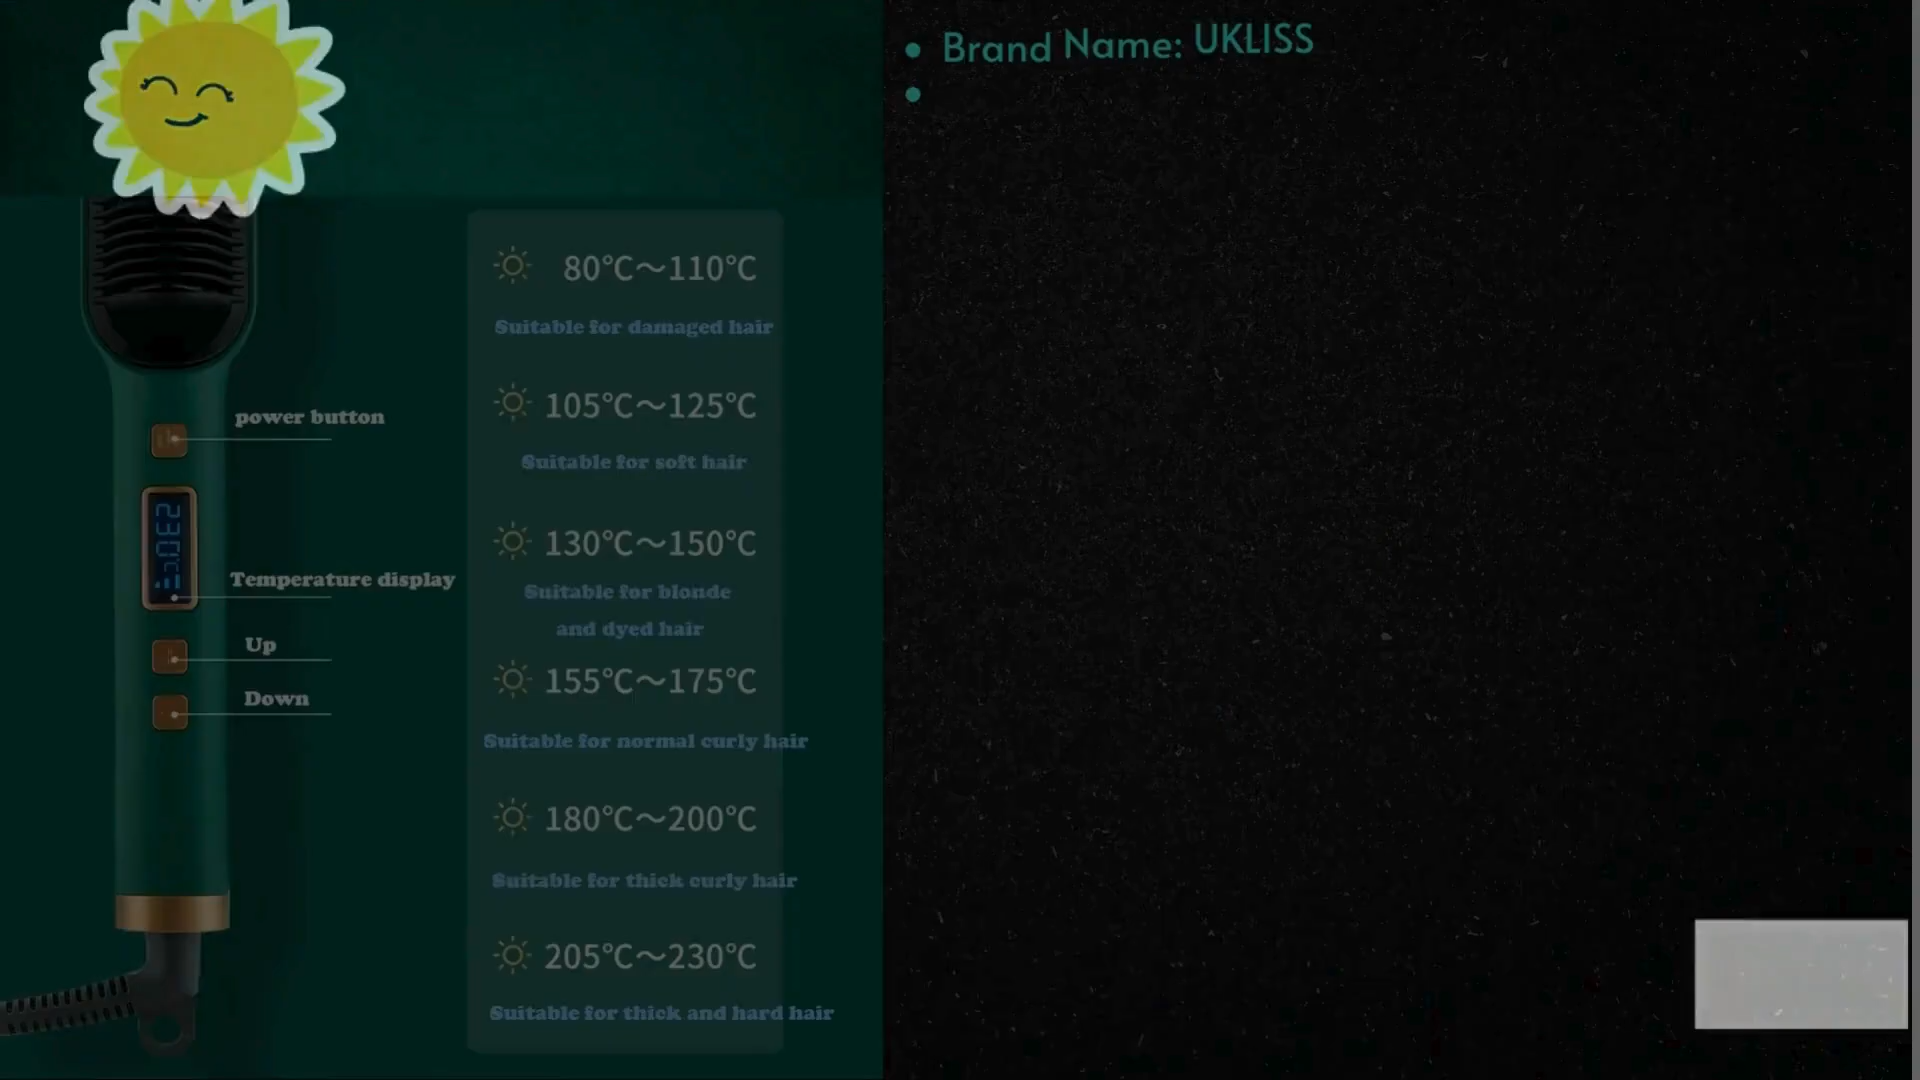 Brand Name: UKLISS
80℃～110℃
Suitable for damaged hair
105℃～125℃
Suitable for soft hair
130℃～150℃
Suitable for blonde
and dyed hair
155℃～175℃
Suitable for normal curly hair
180℃～200℃
Suitable for thick curly hair
205℃～230℃
Suitable for thick and hard hair
power button
230℃
Temperature display
Up
Down